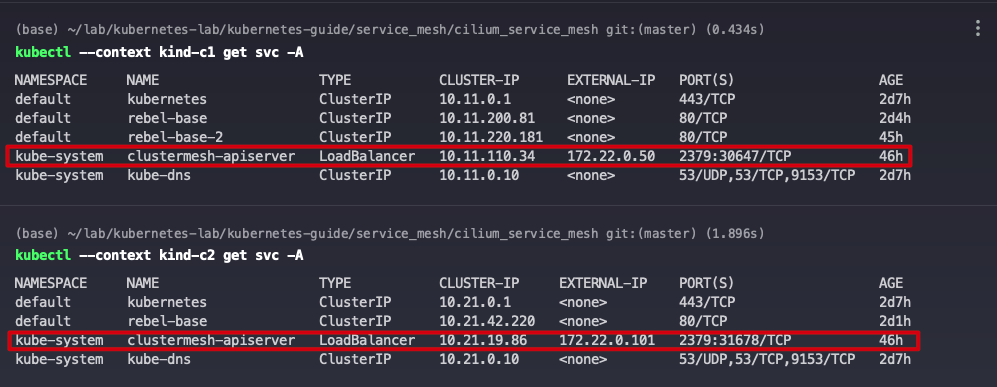 (base) ~/lab/kubernetes-lab/kubernetes-guide/service_mesh/cilium_service_mesh git:(master) (0.434s)
kubectl --context kind-c1 get svc -A
NAMESPACE NAME TYPE CLUSTER-IP EXTERNAL-IP PORT(S) AGE
default kubernetes ClusterIP 10.11.0.1 <none> 443/TCP 2d7h
default rebel-base ClusterIP 10.11.200.81 <none> 80/TCP 2d4h
default rebel-base-2 ClusterIP 10.11.220.181 <none> 80/TCP 45h
kube-system clustermesh-apiserver LoadBalancer 10.11.110.34 172.22.0.50 2379:30647/TCP 46h
kube-system kube-dns ClusterIP 10.11.0.10 <none> 53/UDP,53/TCP,9153/TCP 2d7h
(base) ~/lab/kubernetes-lab/kubernetes-guide/service_mesh/cilium_service_mesh git:(master) (1.896s)
kubectl --context kind-c2 get svc -A
NAMESPACE NAME TYPE CLUSTER-IP EXTERNAL-IP PORT(S) AGE
default kubernetes ClusterIP 10.21.0.1 <none> 443/TCP 2d7h
default rebel-base ClusterIP 10.21.42.220 <none> 80/TCP 2d1h
kube-system clustermesh-apiserver LoadBalancer 10.21.19.86 172.22.0.101 2379:31678/TCP 46h
kube-system kube-dns ClusterIP 10.21.0.10 <none> 53/UDP,53/TCP,9153/TCP 2d7h